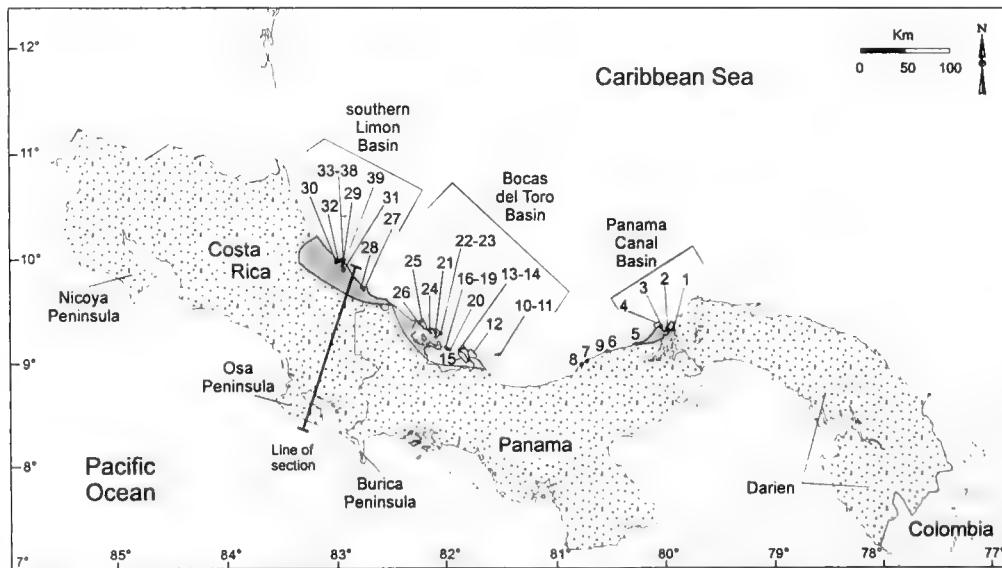 12°
Km
0 50 100
N
Caribbean Sea
11°
southern
Limon
Basin
33-38
39
30
29
31
32
27
28
Bocas
del Toro
Basin
22-23
25
21
13-14
16-19
24
20
10-11
26
12
15
Panama
Canal
Basin
3 2 1
4
5
9 6
7
8
10°
Costa
Rica
Nicoya
Peninsula
9°
Osa
Peninsula
Line of
section
8°
Pacific
Ocean
Burica
Peninsula
Panama
Darien
Colombia
7°
85° 84° 83° 82° 81° 80° 79° 78° 77°